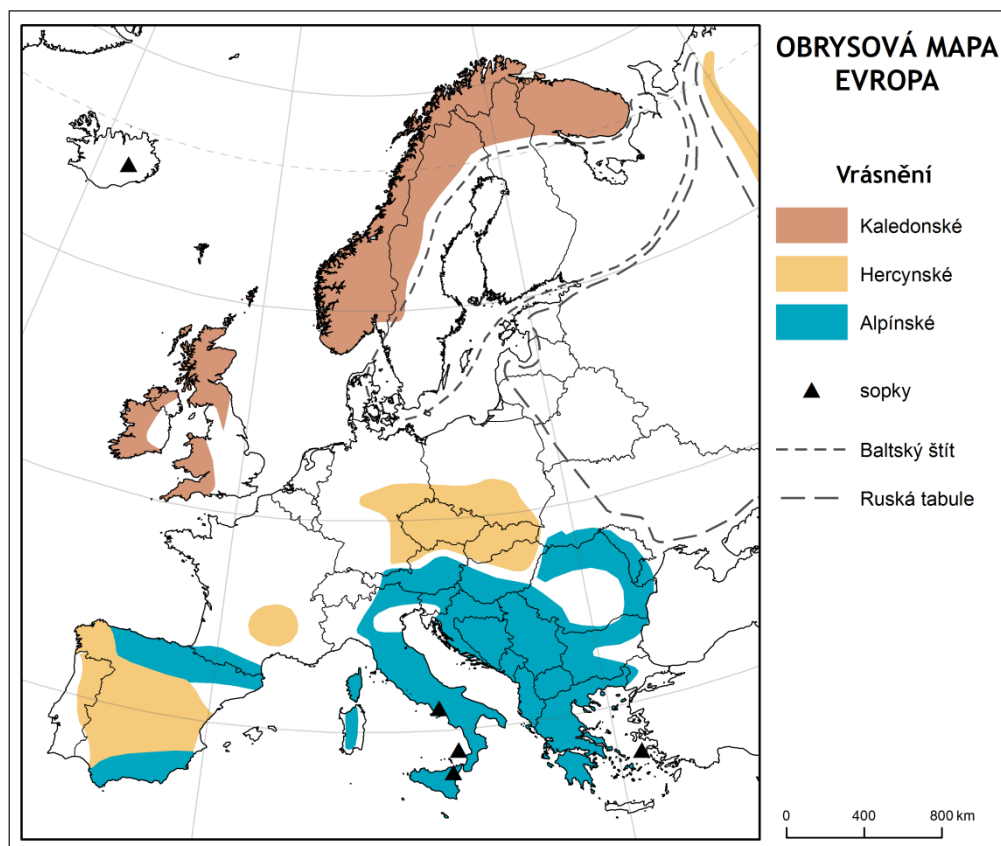 OBRYSOVÁ MAPA
EVROPA
Vrásnění
Kaledonské
Hercynské
Alpínské
sopky
Baltský štít
Ruská tabule
0 400 800 km